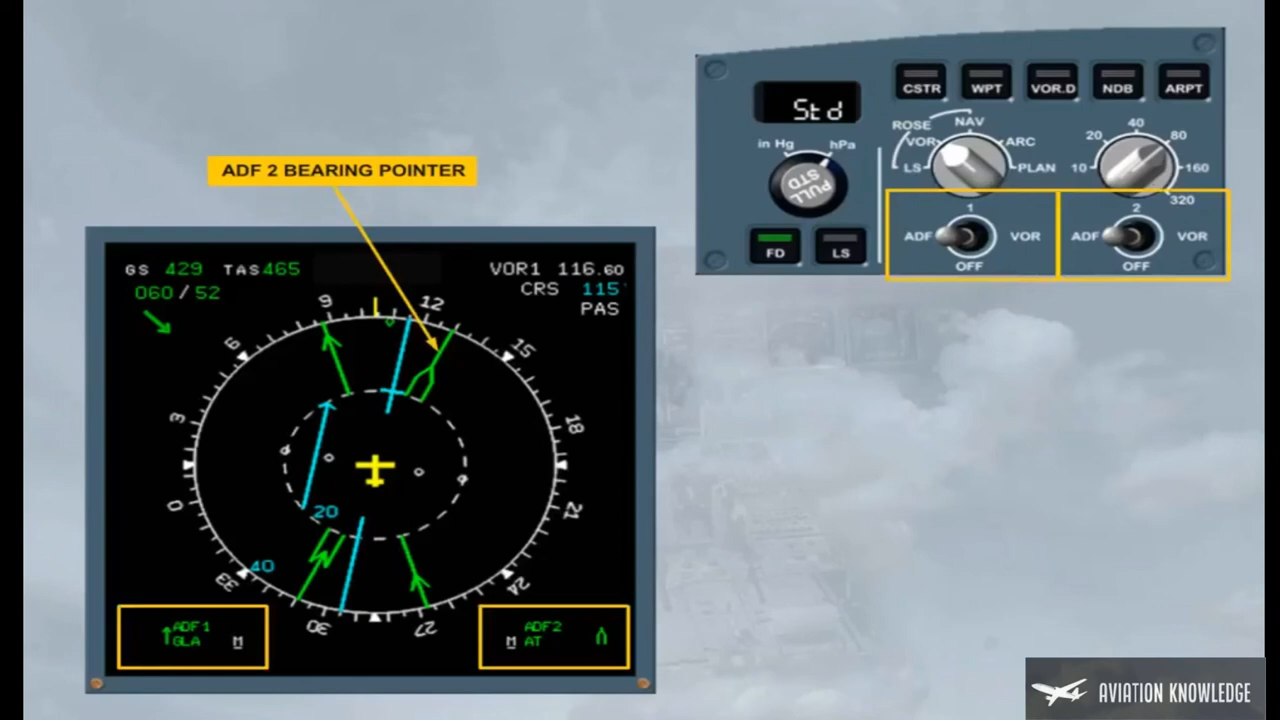 Std
CSTR WPT VOR.D NDB ARPT
ROSE NAV
VOR ARC
LS PLAN
in Hg hPa
PULL
STD
10 20 40 80 160 320
1
ADF VOR
OFF
2
ADF VOR
OFF
FD LS
ADF 2 BEARING POINTER
GS 429 TAS465
060 / 52
VOR1 116.60
CRS 115°
PAS
9 12 15 18 21 24 27 30 33 0 3 6
20
40
ADF1
GLA M
ADF2
M AT
AVIATION KNOWLEDGE